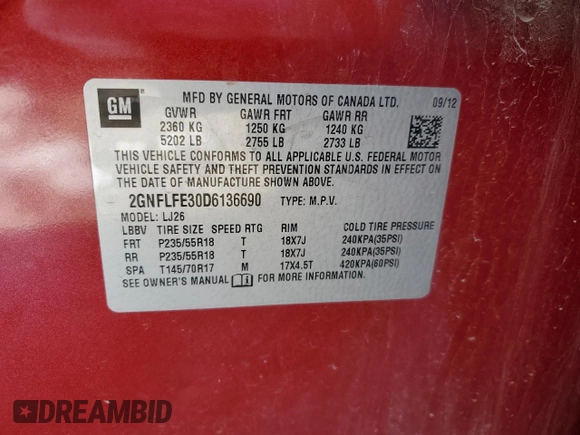 GM
MFD BY GENERAL MOTORS OF CANADA LTD. 09/12
GVWR GAWR FRT GAWR RR
2360 KG 1250 KG 1240 KG
5202 LB 2755 LB 2733 LB
THIS VEHICLE CONFORMS TO ALL APPLICABLE U.S. FEDERAL MOTOR
VEHICLE SAFETY AND THEFT PREVENTION STANDARDS IN EFFECT ON
THE DATE OF MANUFACTURE SHOWN ABOVE.
2GNFLFE30D6136690 TYPE: M.P.V.
MODEL: LJ26
LBBV TIRE SIZE SPEED RTG RIM COLD TIRE PRESSURE
FRT P235/55R18 T 18X7J 240KPA(35PSI)
RR P235/55R18 T 18X7J 240KPA(35PSI)
SPA T145/70R17 M 17X4.5T 420KPA(60PSI)
SEE OWNER'S MANUAL FOR MORE INFORMATION.
DREAMBID